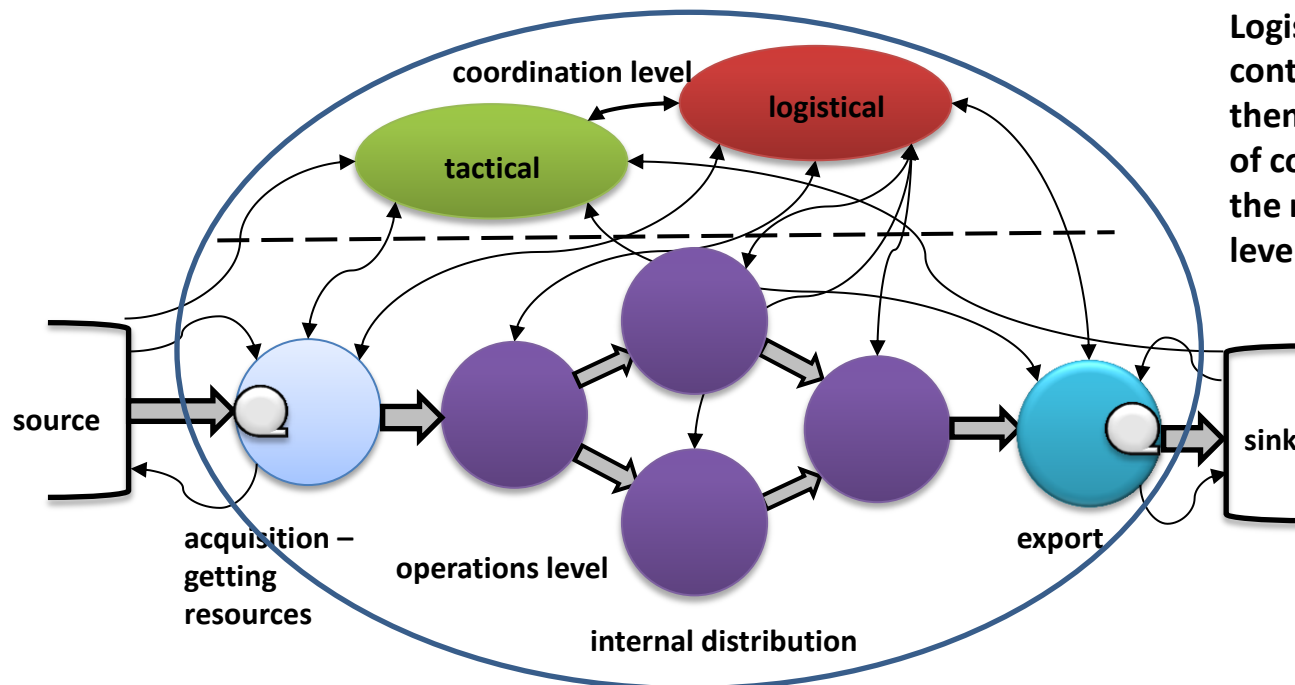 Logis
cont
then
of co
the r
leve
coordination level
logistical
tactical
source
sink
acquisition –
getting
resources
operations level
export
internal distribution